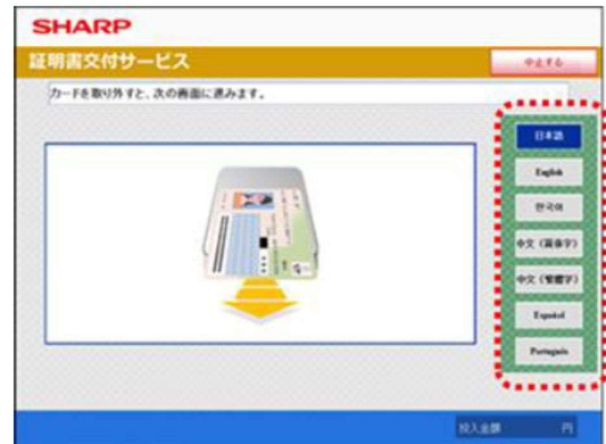 SHARP
証明書交付サービス
中止する
カードを取り外すと、次の画面に進みます。
日本語
English
한국어
中文（简体字）
中文（繁體字）
Español
Português
投入金額 円